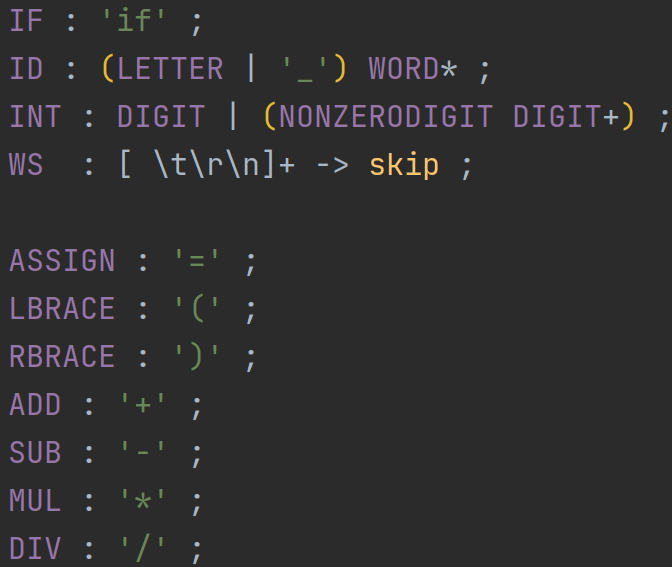 IF : 'if' ;
ID : (LETTER | '_') WORD* ;
INT : DIGIT | (NONZERODIGIT DIGIT+) ;
WS  : [ \t\r\n]+ -> skip ;

ASSIGN : '=' ;
LBRACE : '(' ;
RBRACE : ')' ;
ADD : '+' ;
SUB : '-' ;
MUL : '*' ;
DIV : '/' ;